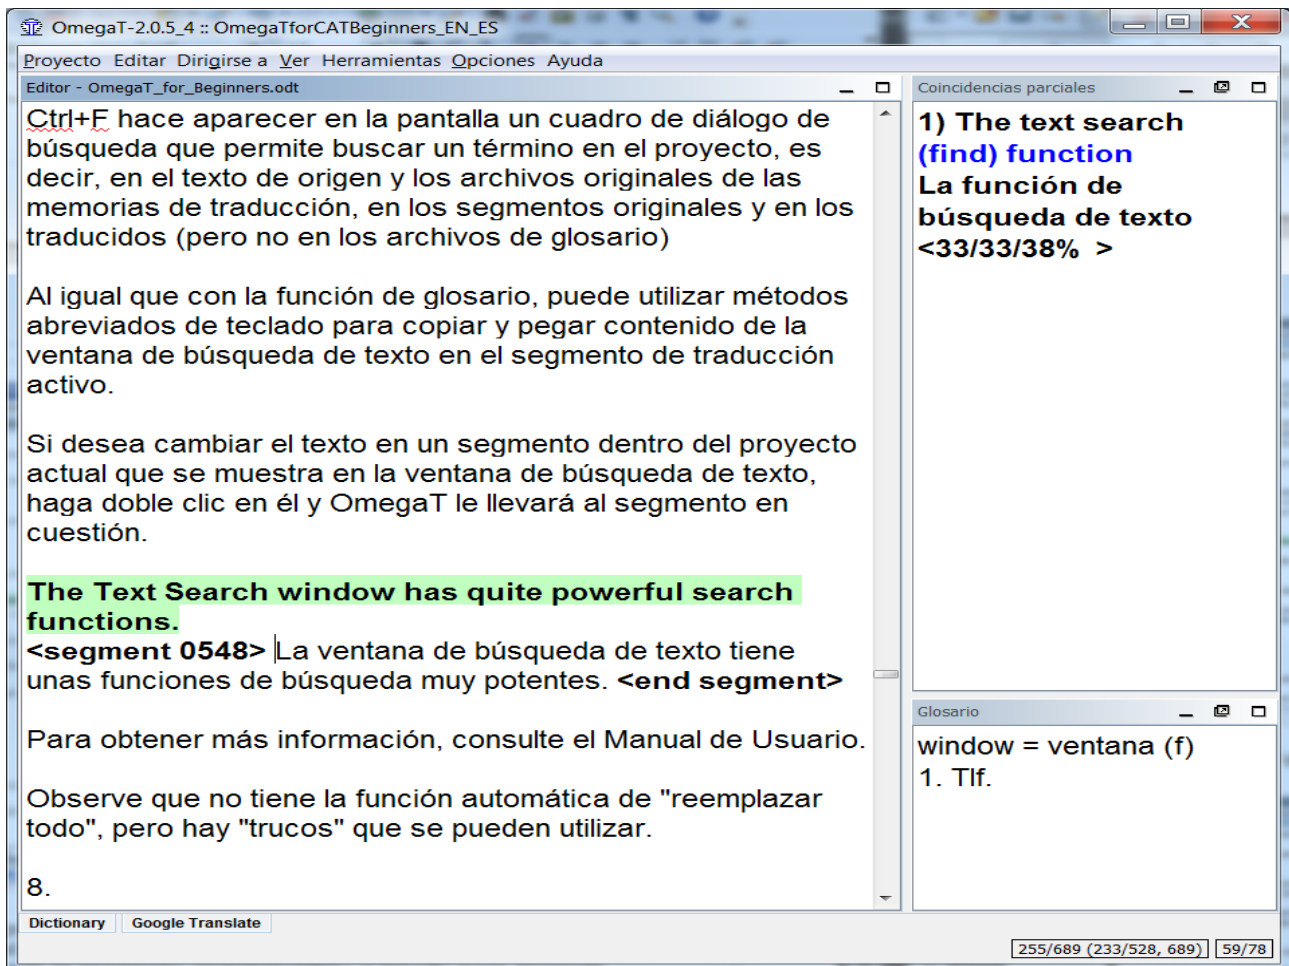 OmegaT-2.0.5_4 :: OmegaTforCATBeginners_EN_ES
Proyecto Editar Dirigirse a Ver Herramientas Opciones Ayuda
Editor - OmegaT_for_Beginners.odt
Ctrl+F hace aparecer en la pantalla un cuadro de diálogo de
búsqueda que permite buscar un término en el proyecto, es
decir, en el texto de origen y los archivos originales de las
memorias de traducción, en los segmentos originales y en los
traducidos (pero no en los archivos de glosario)
Al igual que con la función de glosario, puede utilizar métodos
abreviados de teclado para copiar y pegar contenido de la
ventana de búsqueda de texto en el segmento de traducción
activo.
Si desea cambiar el texto en un segmento dentro del proyecto
actual que se muestra en la ventana de búsqueda de texto,
haga doble clic en él y OmegaT le llevará al segmento en
cuestión.
The Text Search window has quite powerful search
functions.
<segment 0548> La ventana de búsqueda de texto tiene
unas funciones de búsqueda muy potentes. <end segment>
Para obtener más información, consulte el Manual de Usuario.
Observe que no tiene la función automática de "reemplazar
todo", pero hay "trucos" que se pueden utilizar.
8.
Coincidencias parciales
1) The text search
(find) function
La función de
búsqueda de texto
<33/33/38% >
Glosario
window = ventana (f)
1. Tlf.
Dictionary Google Translate
255/689 (233/528, 689) 59/78